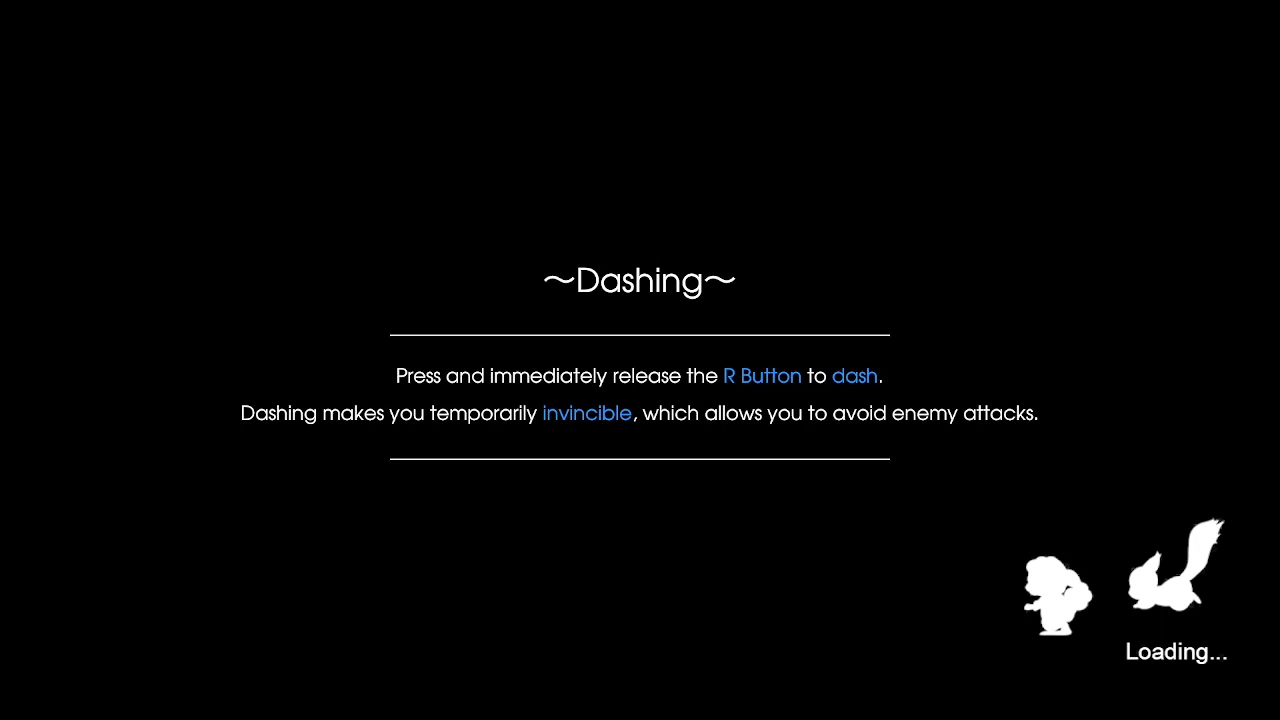 ～Dashing～
Press and immediately release the R Button to dash.
Dashing makes you temporarily invincible, which allows you to avoid enemy attacks.
Loading...